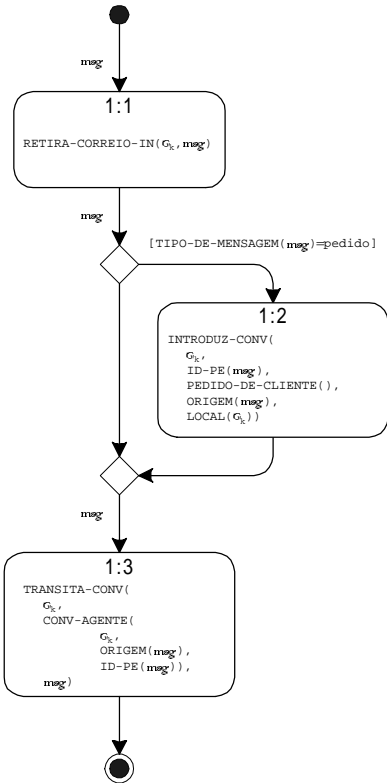 msg
1:1
RETIRA-CORREIO-IN(Gk,msg)
msg
[TIPO-DE-MENSAGEM(msg)=pedido]
1:2
INTRODUZ-CONV(
Gk,
ID-PE(msg),
PEDIDO-DE-CLIENTE(),
ORIGEM(msg),
LOCAL(Gk))
msg
1:3
TRANSITA-CONV(
Gk,
CONV-AGENTE(
Gk,
ORIGEM(msg),
ID-PE(msg)),
msg)